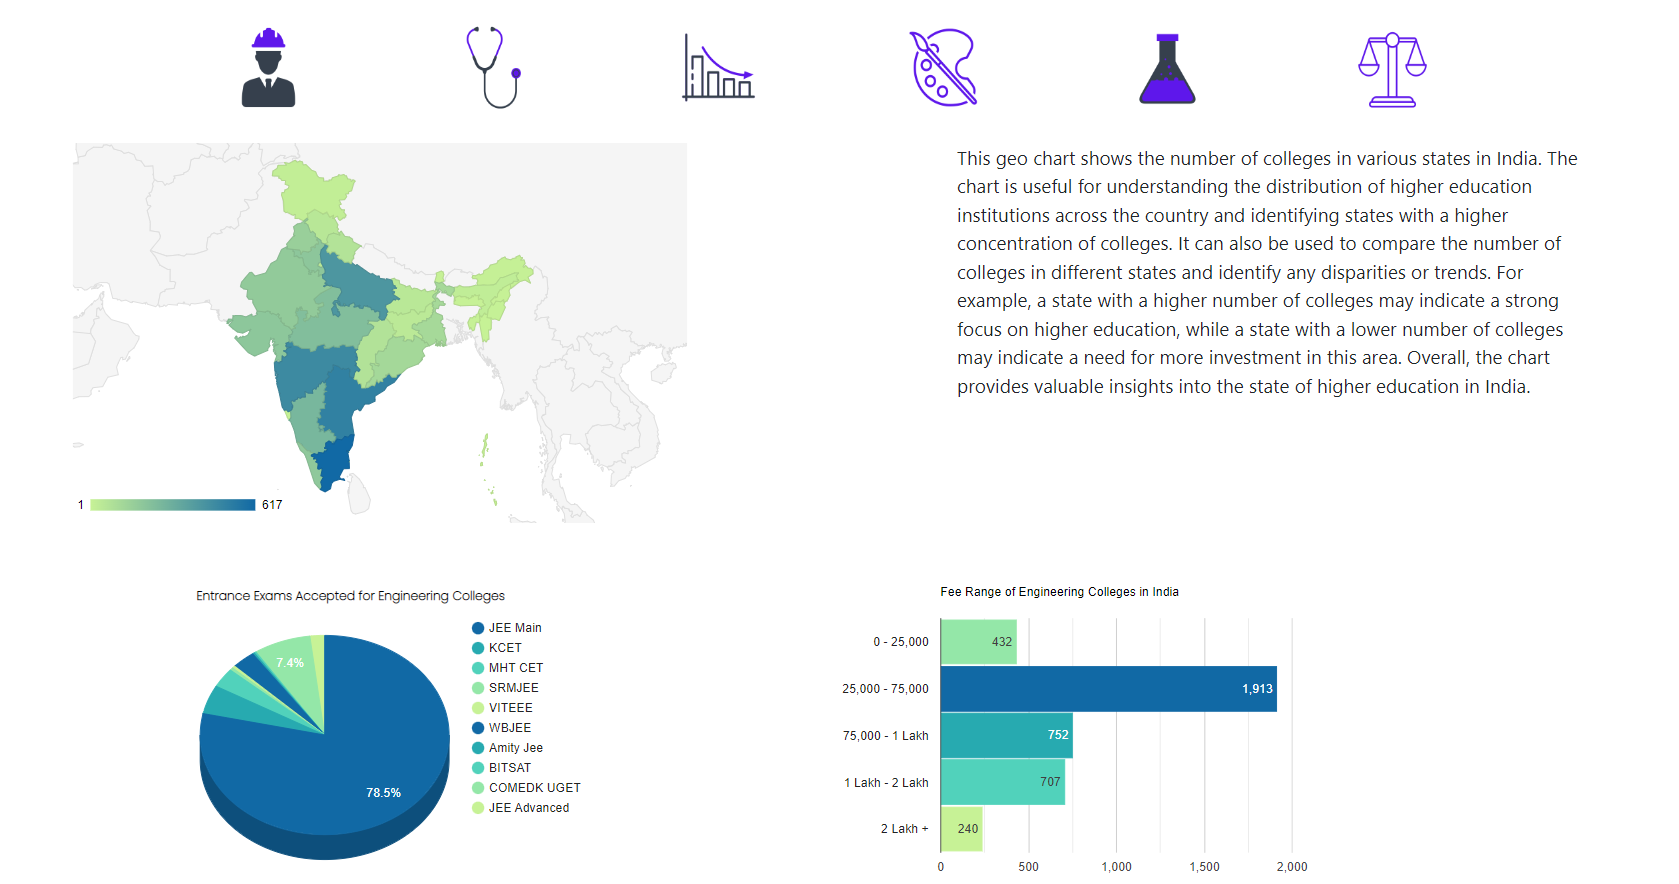 This geo chart shows the number of colleges in various states in India. The
chart is useful for understanding the distribution of higher education
institutions across the country and identifying states with a higher
concentration of colleges. It can also be used to compare the number of
colleges in different states and identify any disparities or trends. For
example, a state with a higher number of colleges may indicate a strong
focus on higher education, while a state with a lower number of colleges
may indicate a need for more investment in this area. Overall, the chart
provides valuable insights into the state of higher education in India.
1 617
Entrance Exams Accepted for Engineering Colleges
JEE Main
KCET
MHT CET
SRMJEE
VITEEE
WBJEE
Amity Jee
BITSAT
COMEDK UGET
JEE Advanced
7.4%
78.5%
Fee Range of Engineering Colleges in India
0 - 25,000 432
25,000 - 75,000 1,913
75,000 - 1 Lakh 752
1 Lakh - 2 Lakh 707
2 Lakh + 240
0 500 1,000 1,500 2,000